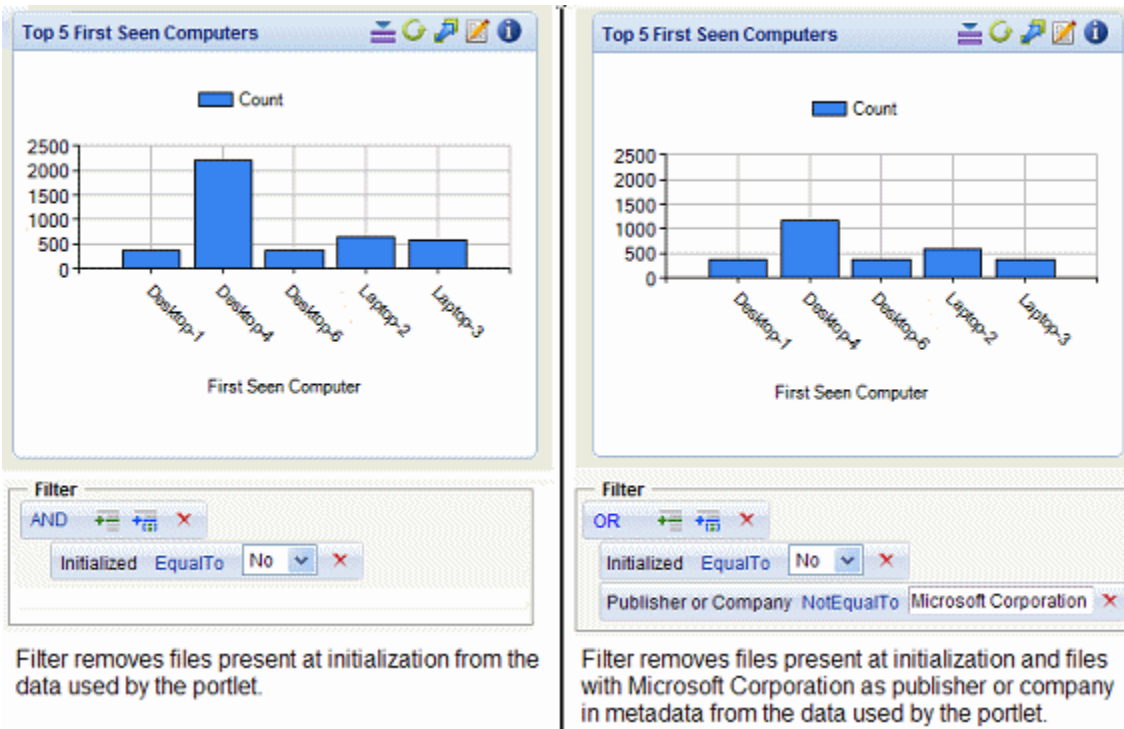 Top 5 First Seen Computers
Count
2500
2000
1500
1000
500
0
Desktop-1
Desktop-4
Desktop-6
Laptop-2
Laptop-3
First Seen Computer
Filter
AND
Initialized EqualTo No
Filter removes files present at initialization from the
data used by the portlet.
Top 5 First Seen Computers
Count
2500
2000
1500
1000
500
0
Desktop-1
Desktop-4
Desktop-6
Laptop-2
Laptop-3
First Seen Computer
Filter
OR
Initialized EqualTo No
Publisher or Company NotEqualTo Microsoft Corporation
Filter removes files present at initialization and files
with Microsoft Corporation as publisher or company
in metadata from the data used by the portlet.